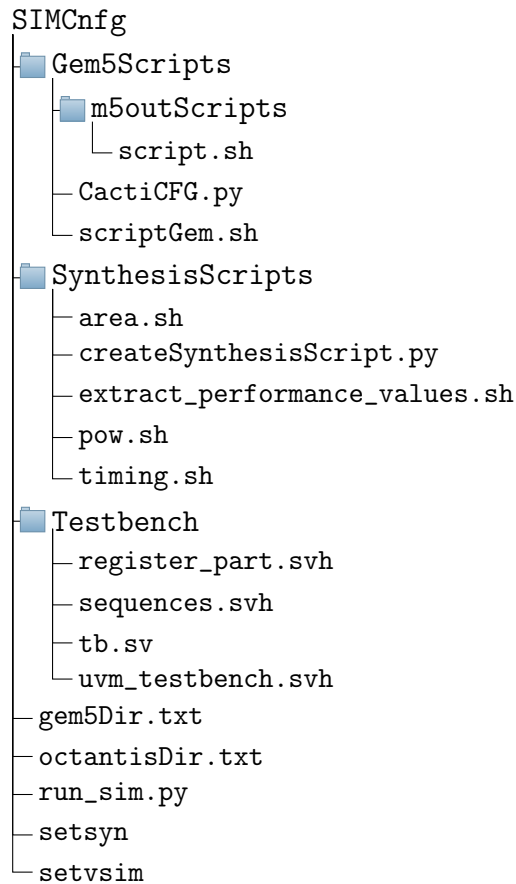 SIMCnfg
Gem5Scripts
m5outScripts
script.sh
CactiCFG.py
scriptGem.sh
SynthesisScripts
area.sh
createSynthesisScript.py
extract_performance_values.sh
pow.sh
timing.sh
Testbench
register_part.svh
sequences.svh
tb.sv
uvm_testbench.svh
gem5Dir.txt
octantisDir.txt
run_sim.py
setsyn
setvsim